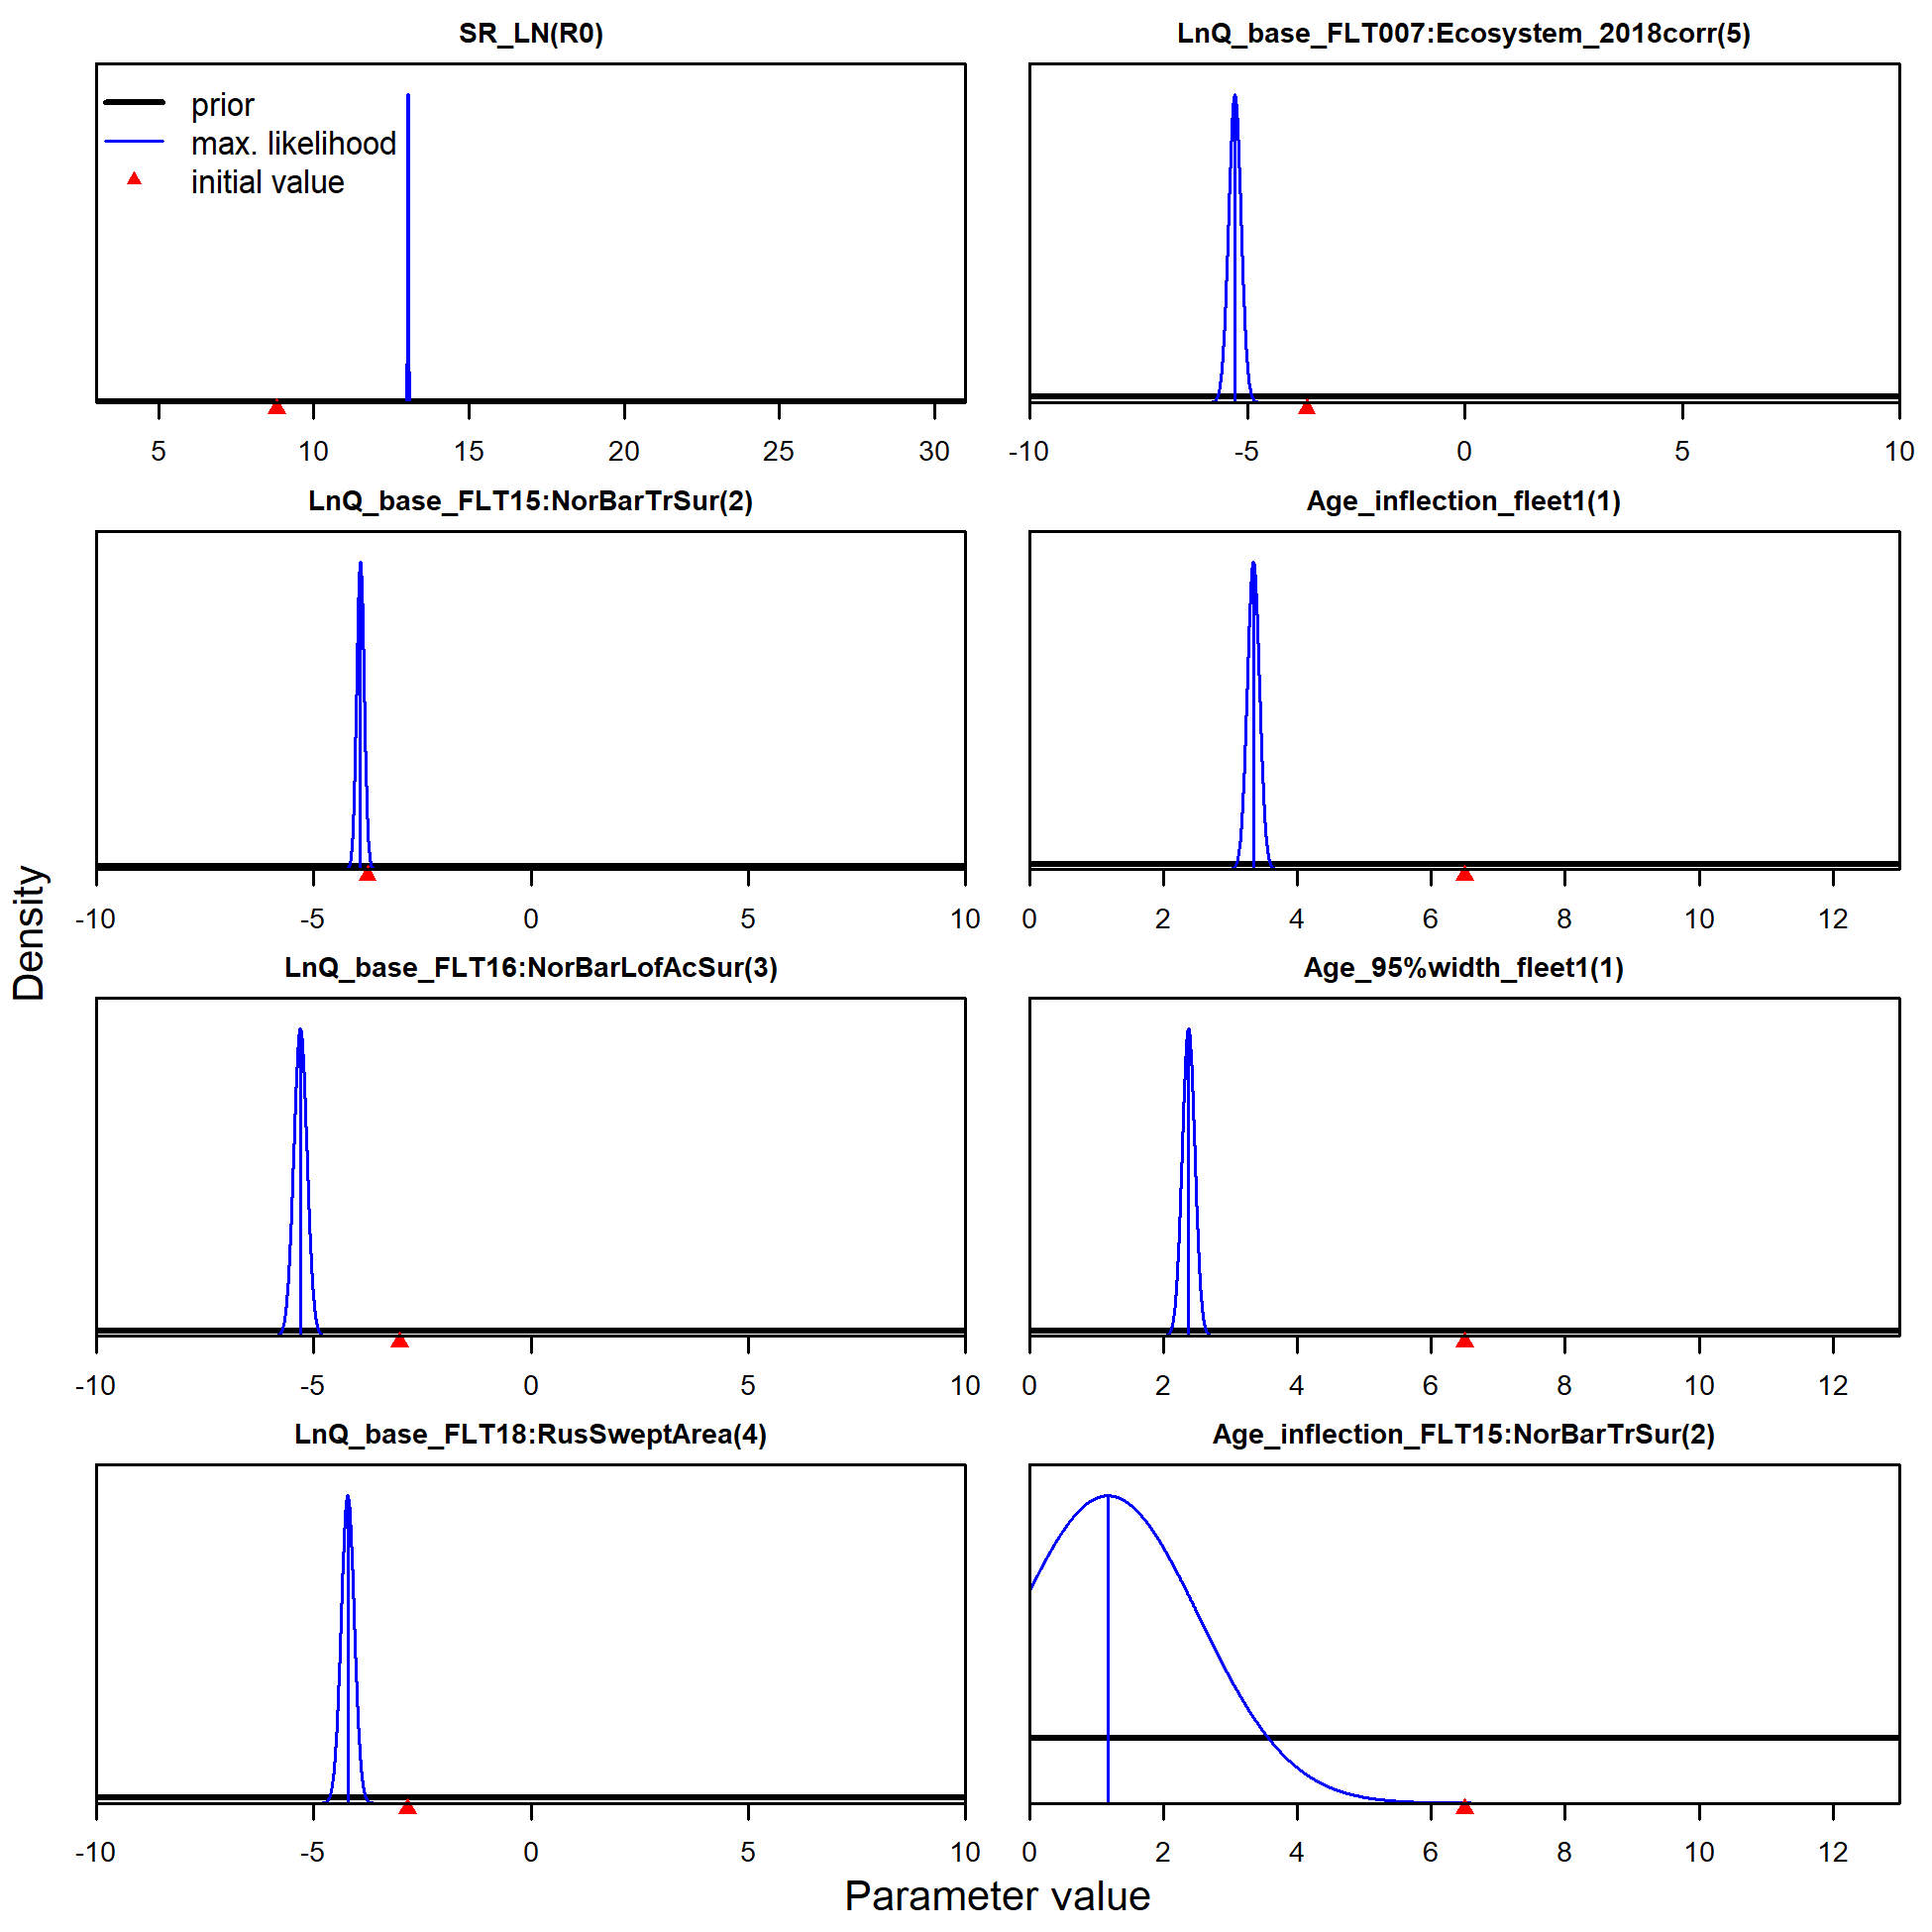 SR_LN(R0)
prior
max. likelihood
initial value
5 10 15 20 25 30
LnQ_base_FLT007:Ecosystem_2018corr(5)
-10 -5 0 5 10
LnQ_base_FLT15:NorBarTrSur(2)
-10 -5 0 5 10
Age_inflection_fleet1(1)
0 2 4 6 8 10 12
LnQ_base_FLT16:NorBarLofAcSur(3)
-10 -5 0 5 10
Age_95%width_fleet1(1)
0 2 4 6 8 10 12
LnQ_base_FLT18:RusSweptArea(4)
-10 -5 0 5 10
Age_inflection_FLT15:NorBarTrSur(2)
0 2 4 6 8 10 12
Density
Parameter value